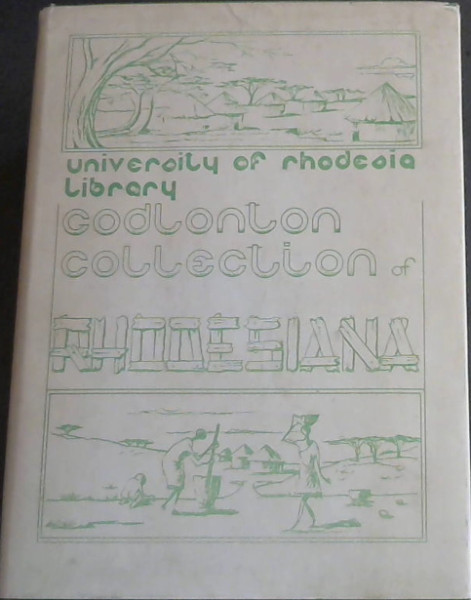 university of rhodesia
library
Godlonton
collection of
RHODESIANA